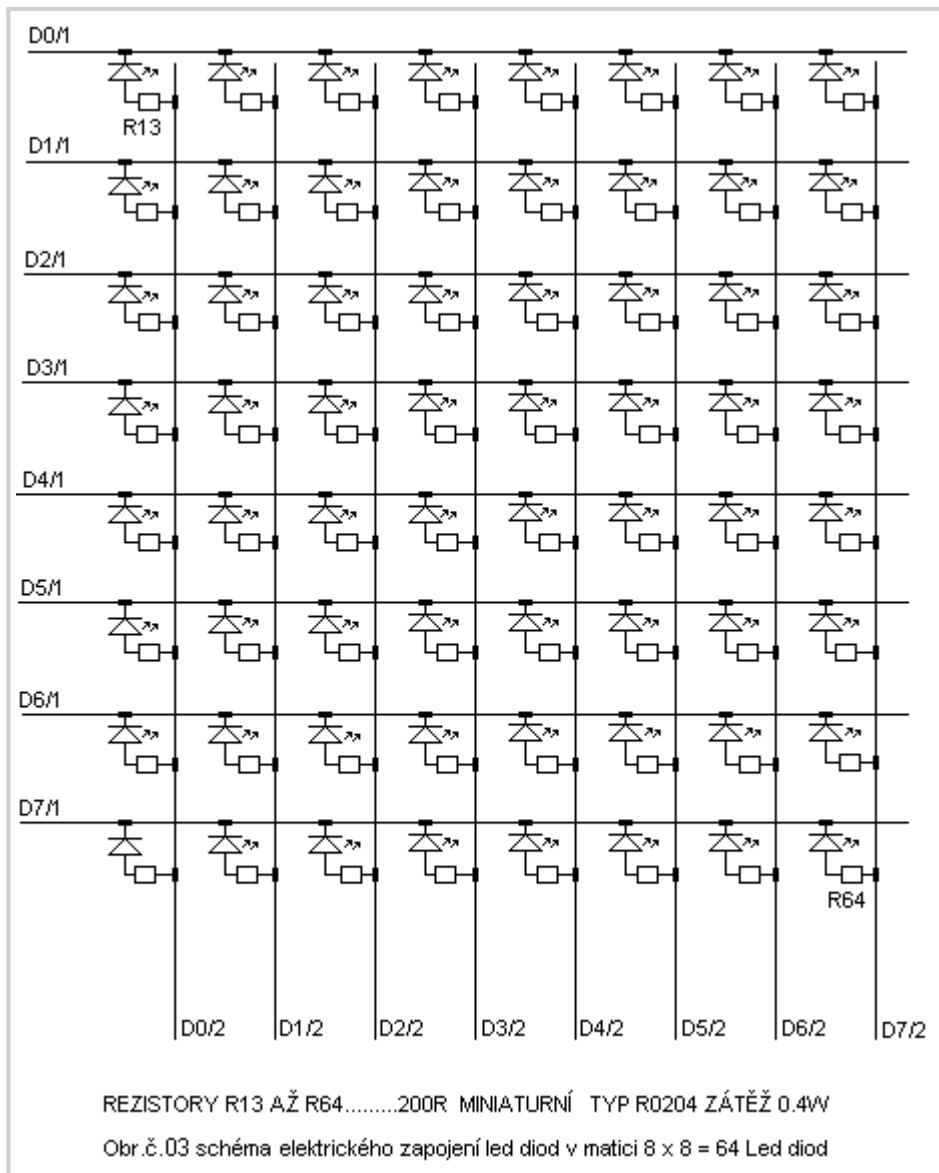 D0/1
R13
D1/1
D2/1
D3/1
D4/1
D5/1
D6/1
D7/1
R64
D0/2 D1/2 D2/2 D3/2 D4/2 D5/2 D6/2 D7/2
REZISTORY R13 AŽ R64.........200R MINIATURNÍ TYP R0204 ZÁTĚŽ 0.4W
Obr.č.03 schéma elektrického zapojení led diod v matici 8 x 8 = 64 Led diod